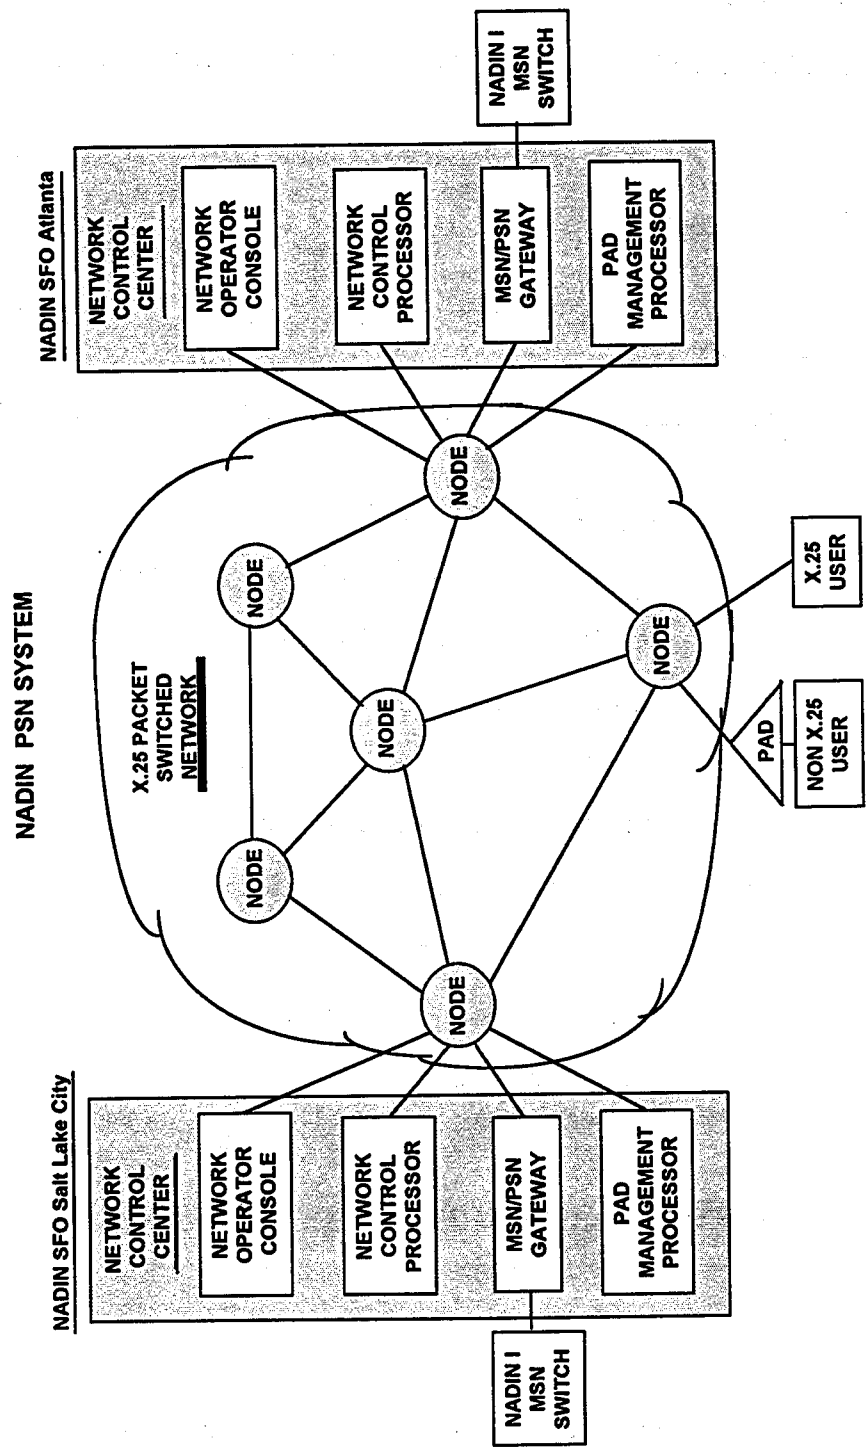 NADIN PSN SYSTEM
NADIN SFO Salt Lake City
NETWORK
CONTROL
CENTER
NETWORK
OPERATOR
CONSOLE
NETWORK
CONTROL
PROCESSOR
MSN/PSN
GATEWAY
PAD
MANAGEMENT
PROCESSOR
NADIN I
MSN
SWITCH
X.25 PACKET
SWITCHED
NETWORK
NODE
NODE
NODE
NODE
NODE
NODE
PAD
NON X.25
USER
X.25
USER
NADIN SFO Atlanta
NETWORK
CONTROL
CENTER
NETWORK
OPERATOR
CONSOLE
NETWORK
CONTROL
PROCESSOR
MSN/PSN
GATEWAY
PAD
MANAGEMENT
PROCESSOR
NADIN I
MSN
SWITCH